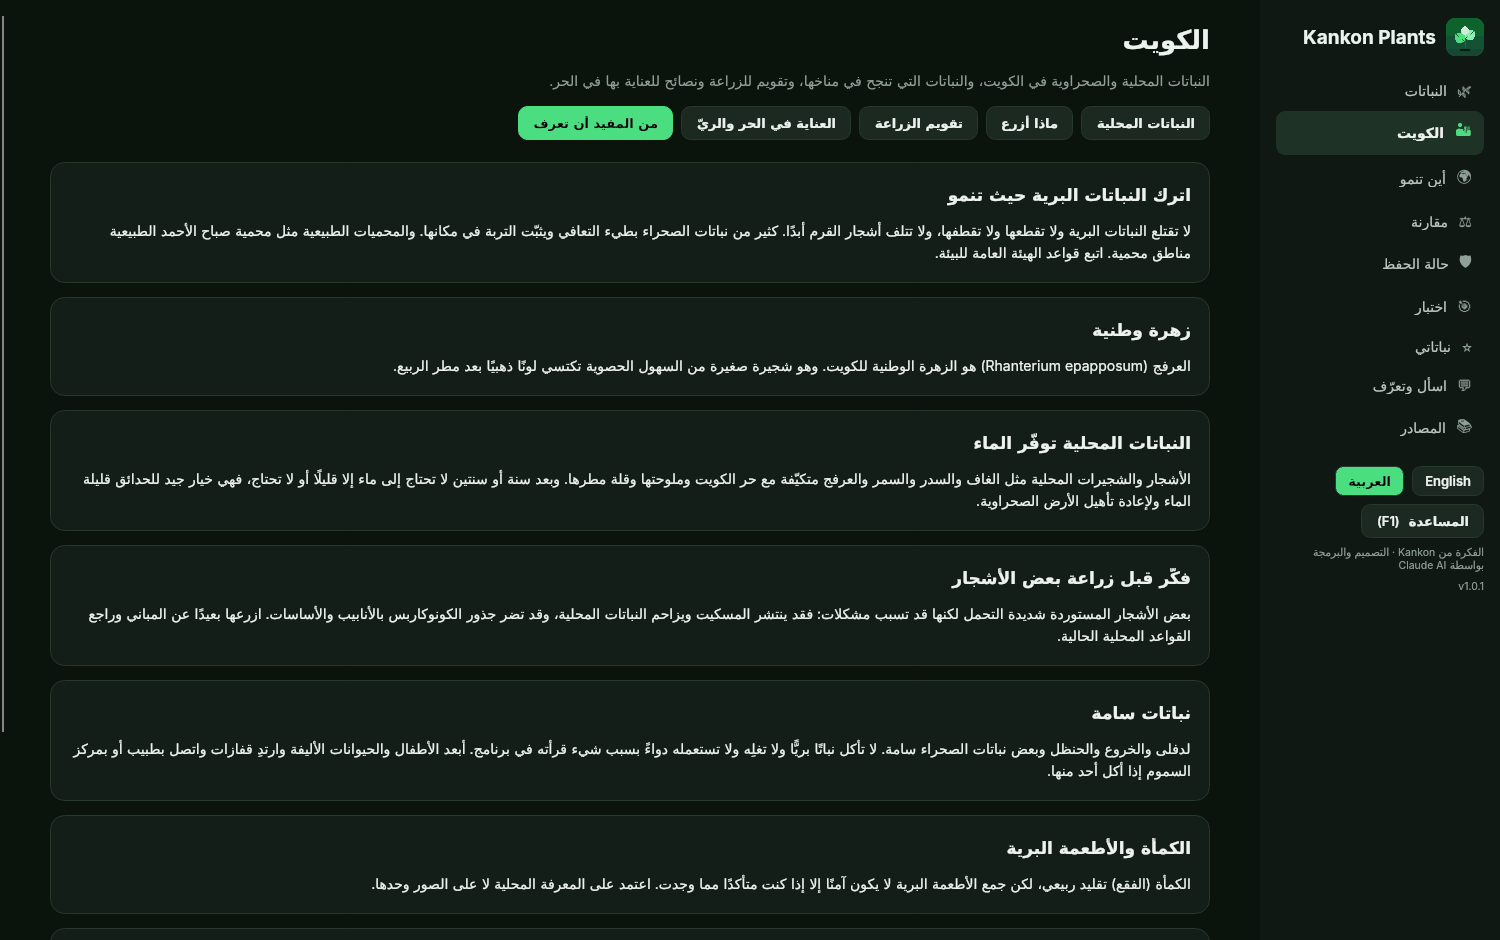 Kankon Plants
النباتات
الكويت
أين تنمو
مقارنة
حالة الحفظ
اختبار
نباتاتي
اسأل وتعرّف
المصادر
English
العربية
المساعدة (F1)
الفكرة من Kankon · التصميم والبرمجة
بواسطة Claude AI
v1.0.1
الكويت
النباتات المحلية والصحراوية في الكويت، والنباتات التي تنجح في مناخها، وتقويم للزراعة ونصائح للعناية بها في الحر.
النباتات المحلية
ماذا أزرع
تقويم الزراعة
العناية في الحر والريّ
من المفيد أن تعرف
اترك النباتات البرية حيث تنمو
لا تقتلع النباتات البرية ولا تقطعها ولا تقطفها، ولا تتلف أشجار القرم أبدًا. كثير من نباتات الصحراء بطيء التعافي ويثبّت التربة في مكانها. والمحميات الطبيعية مثل محمية صباح الأحمد الطبيعية
مناطق محمية. اتبع قواعد الهيئة العامة للبيئة.
زهرة وطنية
العرفج (Rhanterium epapposum) هو الزهرة الوطنية للكويت. وهو شجيرة صغيرة من السهول الحصوية تكتسي لونًا ذهبيًا بعد مطر الربيع.
النباتات المحلية توفّر الماء
الأشجار والشجيرات المحلية مثل الغاف والسدر والسمر والعرفج متكيّفة مع حر الكويت وملوحتها وقلة مطرها. وبعد سنة أو سنتين لا تحتاج إلى ماء إلا قليلًا أو لا تحتاج، فهي خيار جيد للحدائق قليلة
الماء ولإعادة تأهيل الأرض الصحراوية.
فكّر قبل زراعة بعض الأشجار
بعض الأشجار المستوردة شديدة التحمل لكنها قد تسبب مشكلات: فقد ينتشر المسكيت ويزاحم النباتات المحلية، وقد تضر جذور الكونوكاربس بالأنابيب والأساسات. ازرعها بعيدًا عن المباني وراجع
القواعد المحلية الحالية.
نباتات سامة
لدفلى والخروع والحنظل وبعض نباتات الصحراء سامة. لا تأكل نباتًا بريًّا ولا تغلِه ولا تستعمله دواءً بسبب شيء قرأته في برنامج. أبعد الأطفال والحيوانات الأليفة وارتدِ قفازات واتصل بطبيب أو بمركز
السموم إذا أكل أحد منها.
الكمأة والأطعمة البرية
الكمأة (الفقع) تقليد ربيعي، لكن جمع الأطعمة البرية لا يكون آمنًا إلا إذا كنت متأكدًا مما وجدت. اعتمد على المعرفة المحلية لا على الصور وحدها.